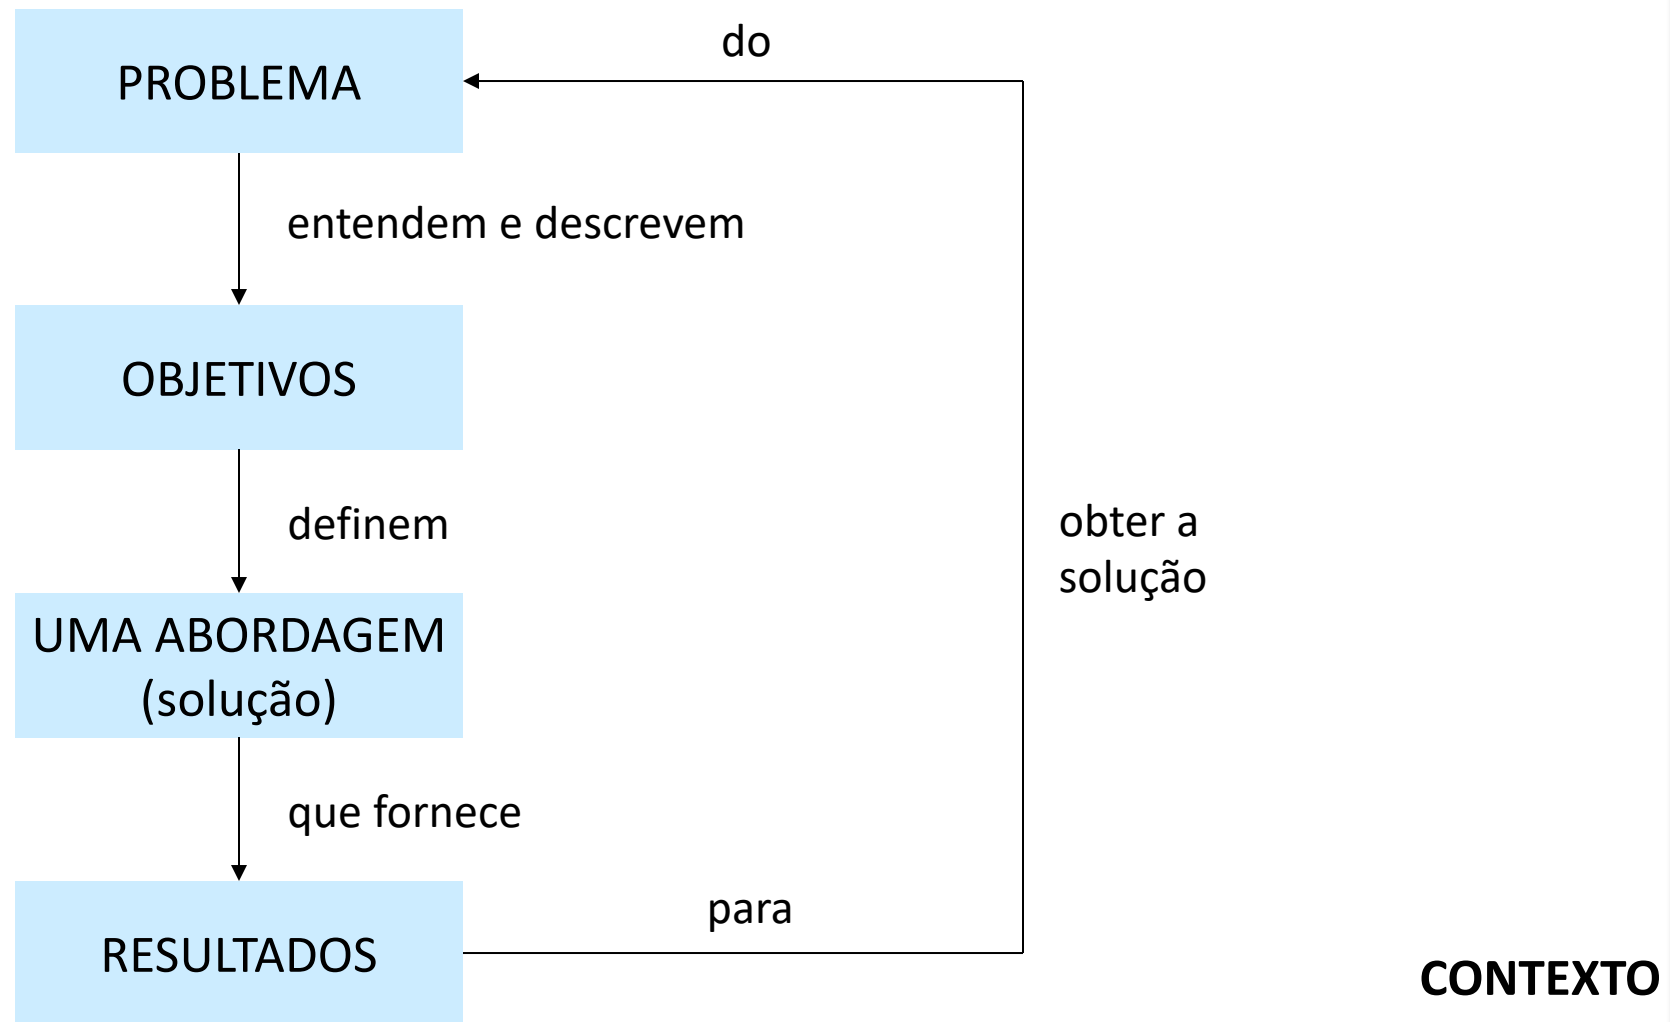 do
PROBLEMA
entendem e descrevem
OBJETIVOS
definem
obter a
solução
UMA ABORDAGEM
(solução)
que fornece
para
RESULTADOS
CONTEXTO